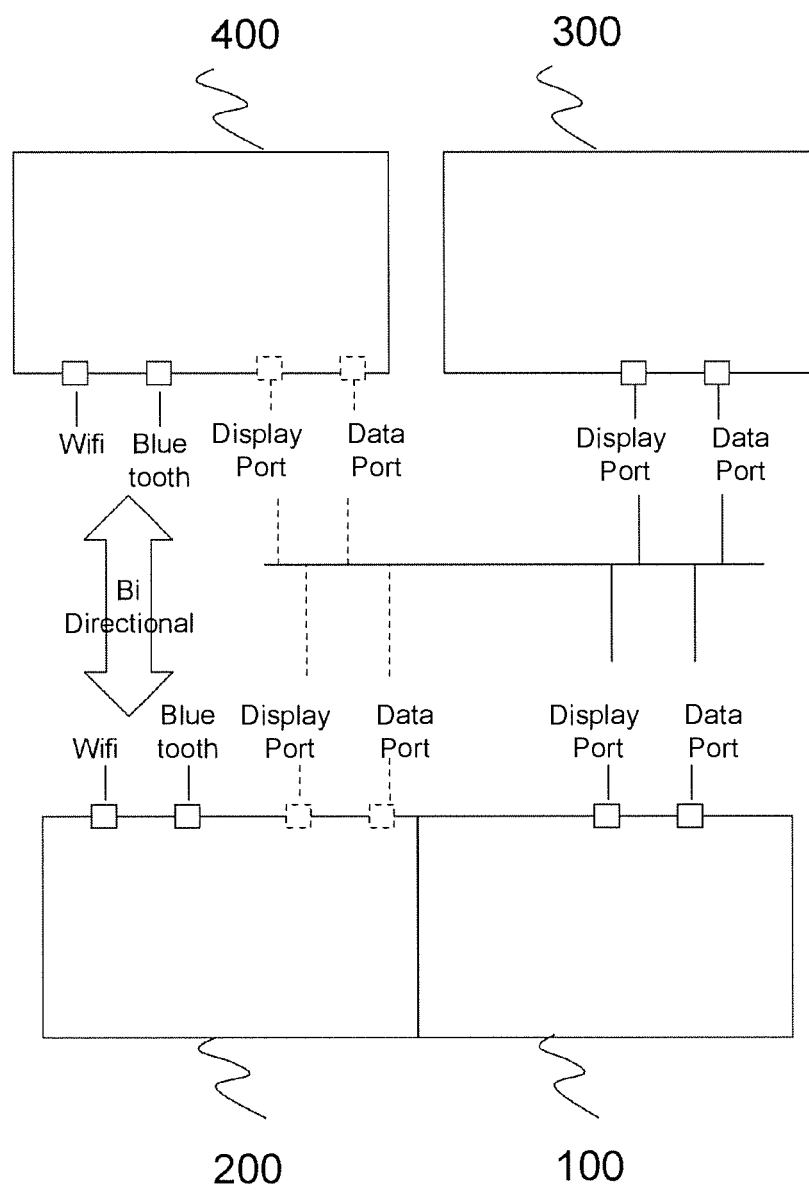 400 300
Wifi Blue Display Data Display Data
tooth Port Port Port Port
Bi
Directional
Blue Display Data Display Data
Wifi tooth Port Port Port Port
200 100